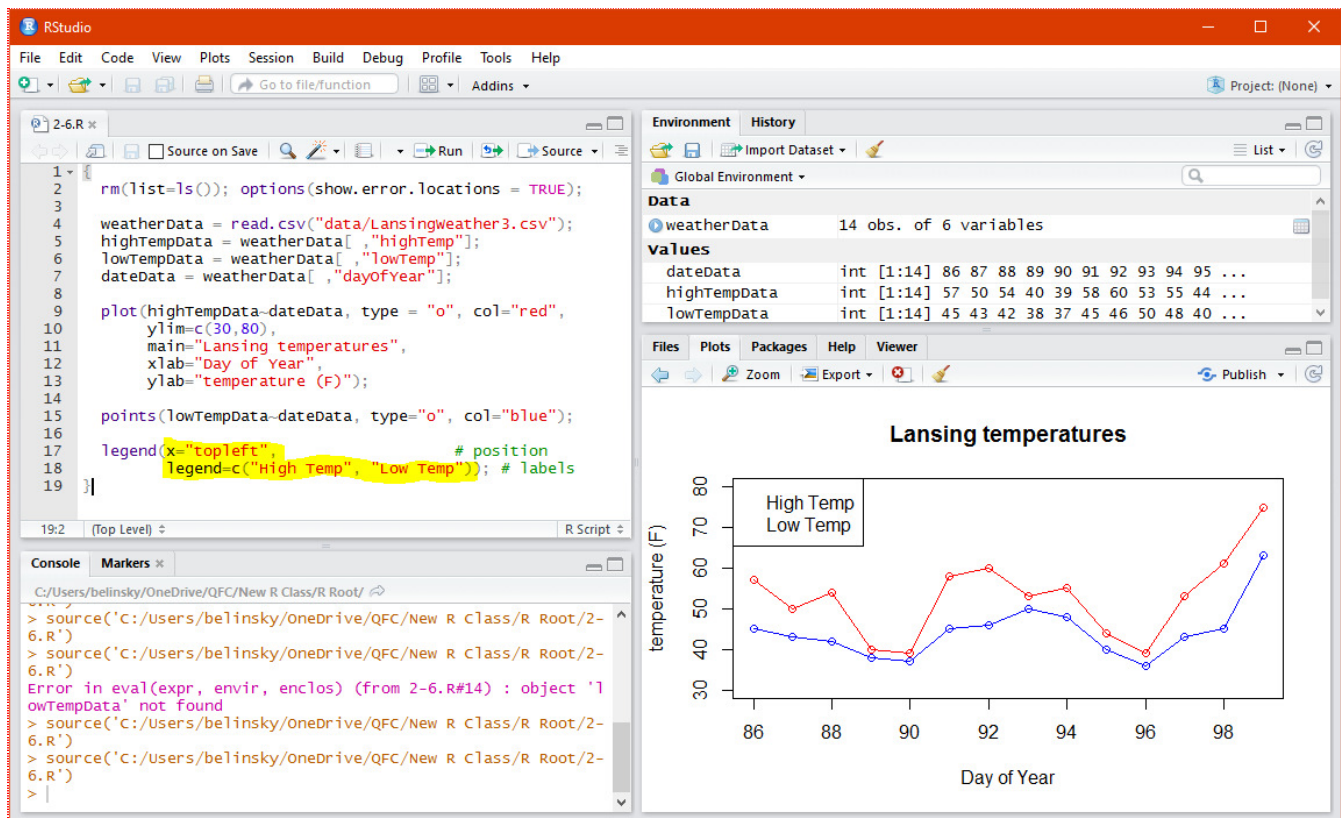 RStudio
File Edit Code View Plots Session Build Debug Profile Tools Help
Go to file/function Addins Project: (None)
2-6.R
Source on Save Run Source
1 {
2 rm(list=ls()); options(show.error.locations = TRUE);
3
4 weatherData = read.csv("data/LansingWeather3.csv");
5 highTempData = weatherData[ ,"highTemp"];
6 lowTempData = weatherData[ ,"lowTemp"];
7 dateData = weatherData[ ,"dayOfYear"];
8
9 plot(highTempData~dateData, type = "o", col="red",
10 ylim=c(30,80),
11 main="Lansing temperatures",
12 xlab="Day of Year",
13 ylab="temperature (F)");
14
15 points(lowTempData~dateData, type="o", col="blue");
16
17 legend(x="topleft", # position
18 legend=c("High Temp", "Low Temp")); # labels
19 }
19:2 (Top Level) R Script
Console Markers
C:/Users/belinsky/OneDrive/QFC/New R Class/R Root/
6.R')
> source('C:/Users/belinsky/OneDrive/QFC/New R Class/R Root/2-
6.R')
> source('C:/Users/belinsky/OneDrive/QFC/New R Class/R Root/2-
6.R')
Error in eval(expr, envir, enclos) (from 2-6.R#14) : object 'l
owTempData' not found
> source('C:/Users/belinsky/OneDrive/QFC/New R Class/R Root/2-
6.R')
> source('C:/Users/belinsky/OneDrive/QFC/New R Class/R Root/2-
6.R')
>
Environment History
Import Dataset List
Global Environment
Data
weatherData 14 obs. of 6 variables
Values
dateData int [1:14] 86 87 88 89 90 91 92 93 94 95 ...
highTempData int [1:14] 57 50 54 40 39 58 60 53 55 44 ...
lowTempData int [1:14] 45 43 42 38 37 45 46 50 48 40 ...
Files Plots Packages Help Viewer
Zoom Export Publish
Lansing temperatures
High Temp
Low Temp
temperature (F)
80
70
60
50
40
30
86 88 90 92 94 96 98
Day of Year